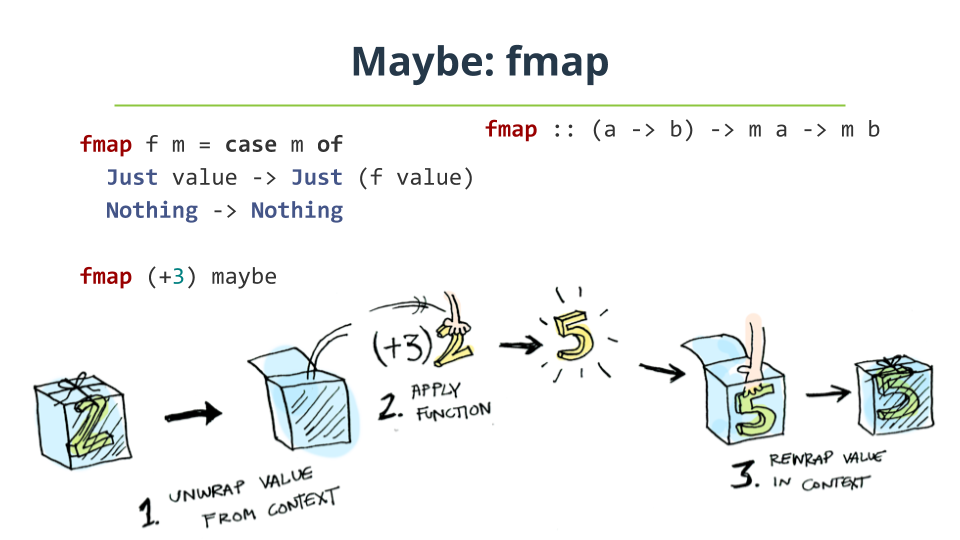 Maybe: fmap
fmap f m = case m of
  Just value -> Just (f value)
  Nothing -> Nothing
fmap :: (a -> b) -> m a -> m b
fmap (+3) maybe
2
(+3)2
5
5
5
1. UNWRAP VALUE
FROM CONTEXT
2. APPLY
FUNCTION
3. REWRAP VALUE
IN CONTEXT